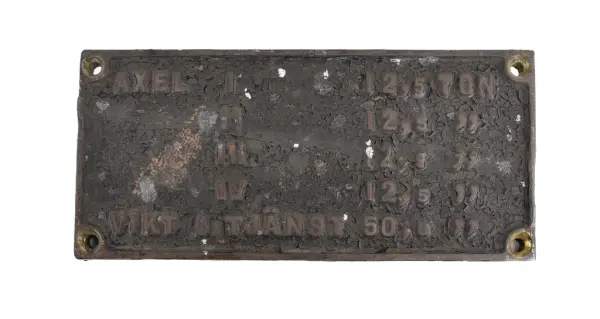 AXEL I 12,5 TON
II 12,5 ”
III 12,5 ”
IV 12,5 ”
VIKT I TJÄNST 50,0 ”